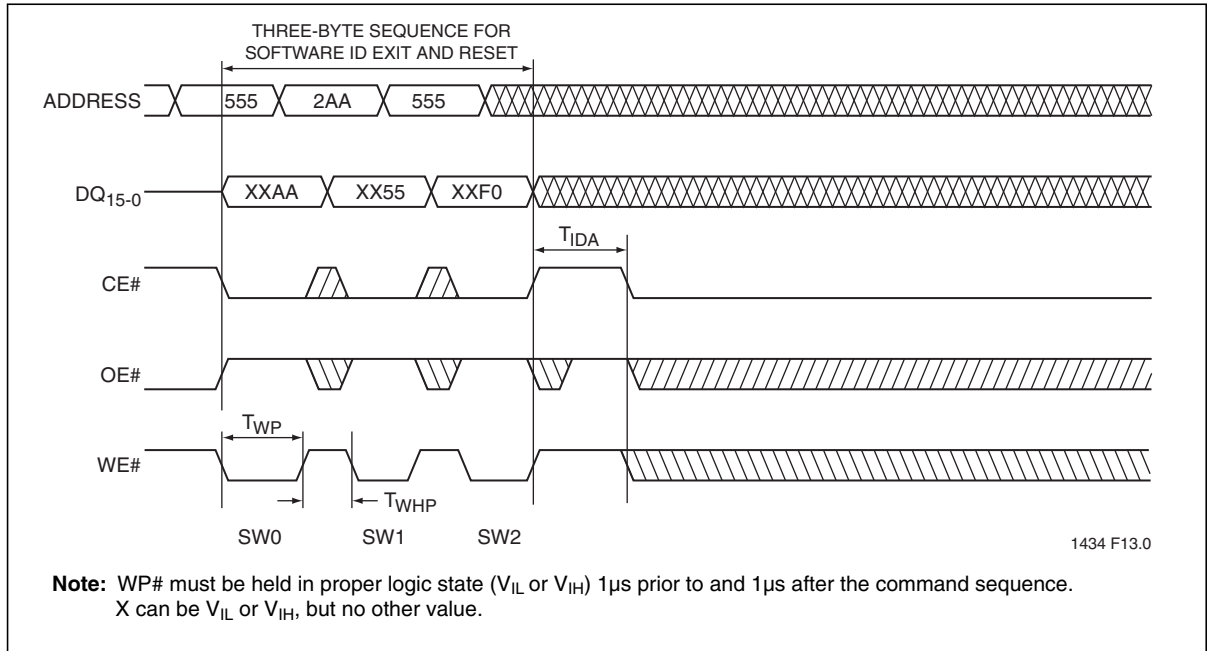 THREE-BYTE SEQUENCE FOR
SOFTWARE ID EXIT AND RESET
ADDRESS 555 2AA 555
DQ15-0 XXAA XX55 XXF0
TIDA
CE#
OE#
TWP
WE#
TWHP
SW0 SW1 SW2
1434 F13.0
Note: WP# must be held in proper logic state (VIL or VIH) 1µs prior to and 1µs after the command sequence.
X can be VIL or VIH, but no other value.